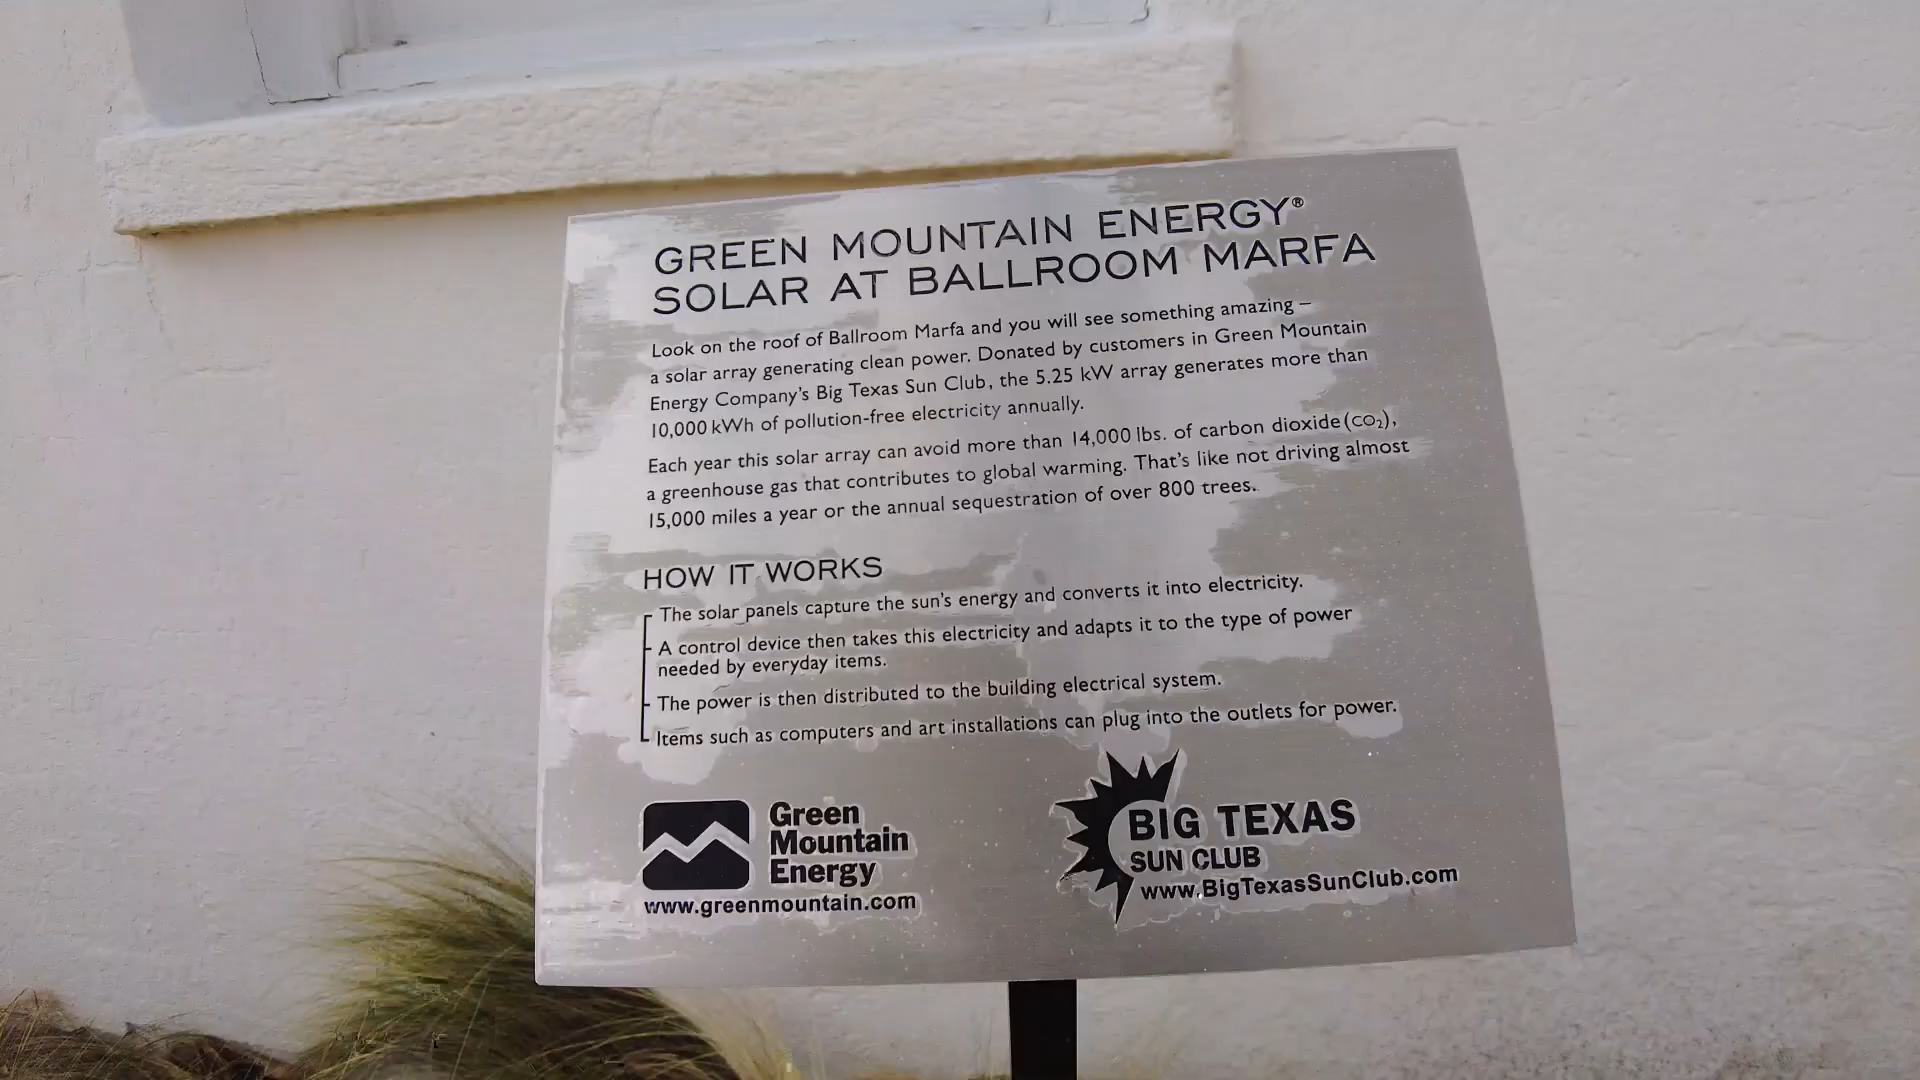 GREEN MOUNTAIN ENERGY®
SOLAR AT BALLROOM MARFA
Look on the roof of Ballroom Marfa and you will see something amazing –
a solar array generating clean power. Donated by customers in Green Mountain
Energy Company's Big Texas Sun Club, the 5.25 kW array generates more than
10,000 kWh of pollution-free electricity annually.
Each year this solar array can avoid more than 14,000 lbs. of carbon dioxide (CO₂),
a greenhouse gas that contributes to global warming. That's like not driving almost
15,000 miles a year or the annual sequestration of over 800 trees.
HOW IT WORKS
The solar panels capture the sun's energy and converts it into electricity.
A control device then takes this electricity and adapts it to the type of power
needed by everyday items.
The power is then distributed to the building electrical system.
Items such as computers and art installations can plug into the outlets for power.
Green
Mountain
Energy
www.greenmountain.com
BIG TEXAS
SUN CLUB
www.BigTexasSunClub.com